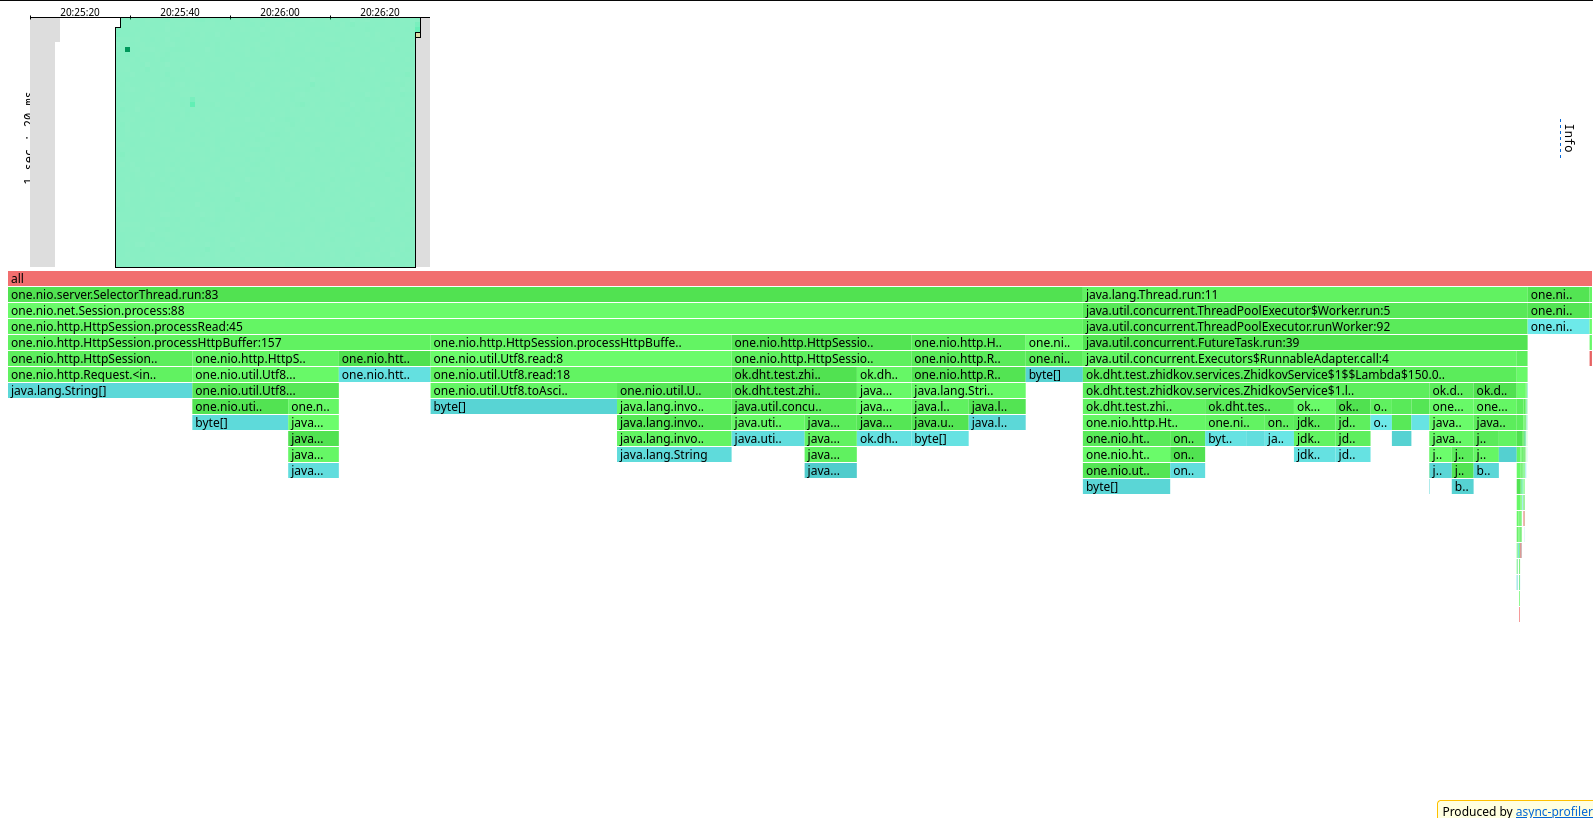 20:25:20 20:25:40 20:26:00 20:26:20
Info
all
one.nio.server.SelectorThread.run:83 java.lang.Thread.run:11 one.ni..
one.nio.net.Session.process:88 java.util.concurrent.ThreadPoolExecutor$Worker.run:5 one.ni..
one.nio.http.HttpSession.processRead:45 java.util.concurrent.ThreadPoolExecutor.runWorker:92 one.ni..
one.nio.http.HttpSession.processHttpBuffer:157 one.nio.http.HttpSession.processHttpBuffe.. one.nio.http.HttpSessio.. one.nio.http.H.. one.ni.. java.util.concurrent.FutureTask.run:39
one.nio.http.HttpSession.. one.nio.http.HttpS.. one.nio.htt.. one.nio.util.Utf8.read:8 one.nio.http.HttpSessio.. one.nio.http.R.. one.ni.. java.util.concurrent.Executors$RunnableAdapter.call:4
one.nio.http.Request.<in.. one.nio.util.Utf8... one.nio.htt.. one.nio.util.Utf8.read:18 ok.dht.test.zhi.. ok.dh.. one.nio.http.R.. byte[] ok.dht.test.zhidkov.services.ZhidkovService$1$$Lambda$150.0..
java.lang.String[] one.nio.util.Utf8... one.nio.util.Utf8.toAsci.. one.nio.util.U.. ok.dht.test.zhi.. java... java.lang.Stri.. ok.dht.test.zhidkov.services.ZhidkovService$1.l.. ok.d.. ok.d..
one.nio.uti.. one.n.. byte[] java.lang.invo.. java.util.concu.. java... java.l.. java.l.. ok.dht.test.zhi.. ok.dht.tes.. ok... ok.. o.. one... one...
byte[] java... java.lang.invo.. java.uti.. java... java... java.u.. java.l.. one.nio.http.Ht.. one.ni.. on.. jdk.. jd.. o.. java.. java..
java... java.lang.invo.. java.uti.. java... ok.dh.. byte[] one.nio.ht.. on.. byt.. ja.. jdk.. jd.. java.. j..
java... java.lang.String java... one.nio.ht.. on.. jdk.. jd.. j.. j.. j..
java... java... one.nio.ut.. on.. j.. j.. b..
byte[] b..
Produced by async-profiler